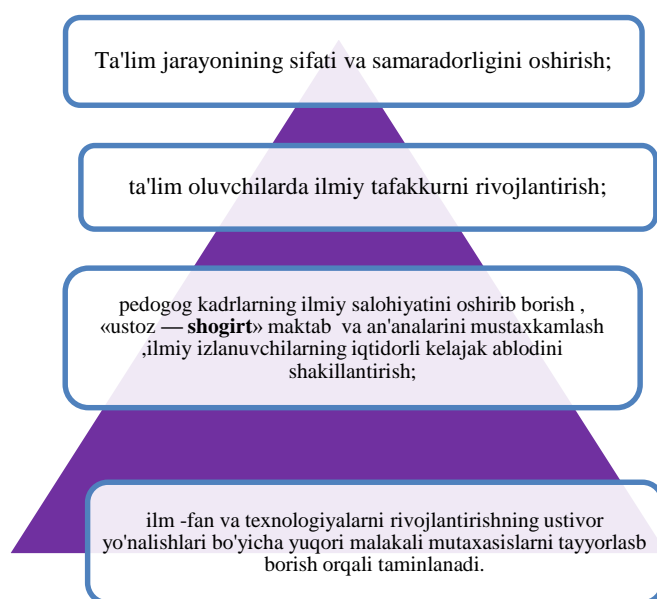 Ta'lim jarayonining sifati va samaradorligini oshirish;
ta'lim oluvchilarda ilmiy tafakkurni rivojlantirish;
pedogog kadrlarning ilmiy salohiyatini oshirib borish ,
«ustoz — shogirt» maktab va an'analarini mustaxkamlash
,ilmiy izlanuvchilarning iqtidorli kelajak ablodini
shakillantirish;
ilm -fan va texnologiyalarni rivojlantirishning ustivor
yo'nalishlari bo'yicha yuqori malakali mutaxasislarni tayyorlasb
borish orqali taminlanadi.